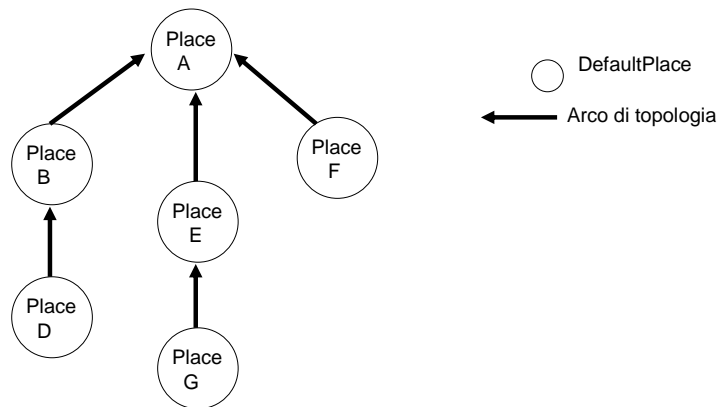 Place
A
DefaultPlace
Arco di topologia
Place
B
Place
F
Place
E
Place
D
Place
G